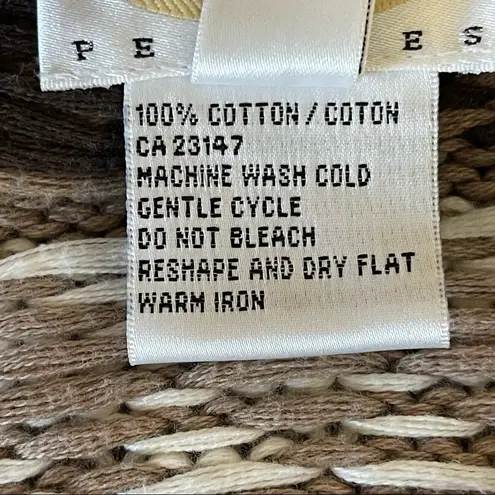 P E E S
100% COTTON / COTON
CA 23147
MACHINE WASH COLD
GENTLE CYCLE
DO NOT BLEACH
RESHAPE AND DRY FLAT
WARM IRON